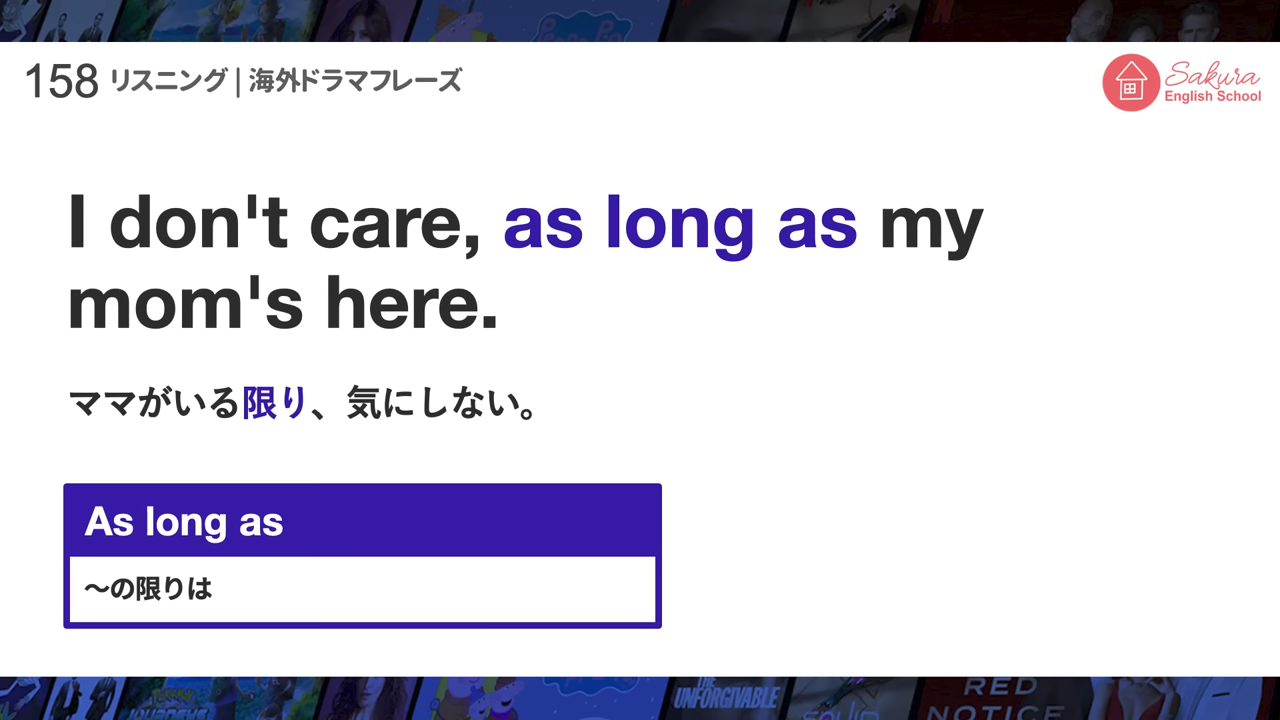 158 リスニング | 海外ドラマフレーズ
Sakura
English School
I don't care, as long as my
mom's here.
ママがいる限り、気にしない。
As long as
〜の限りは
THE
UNFORGIVABLE
RED
NOTICE